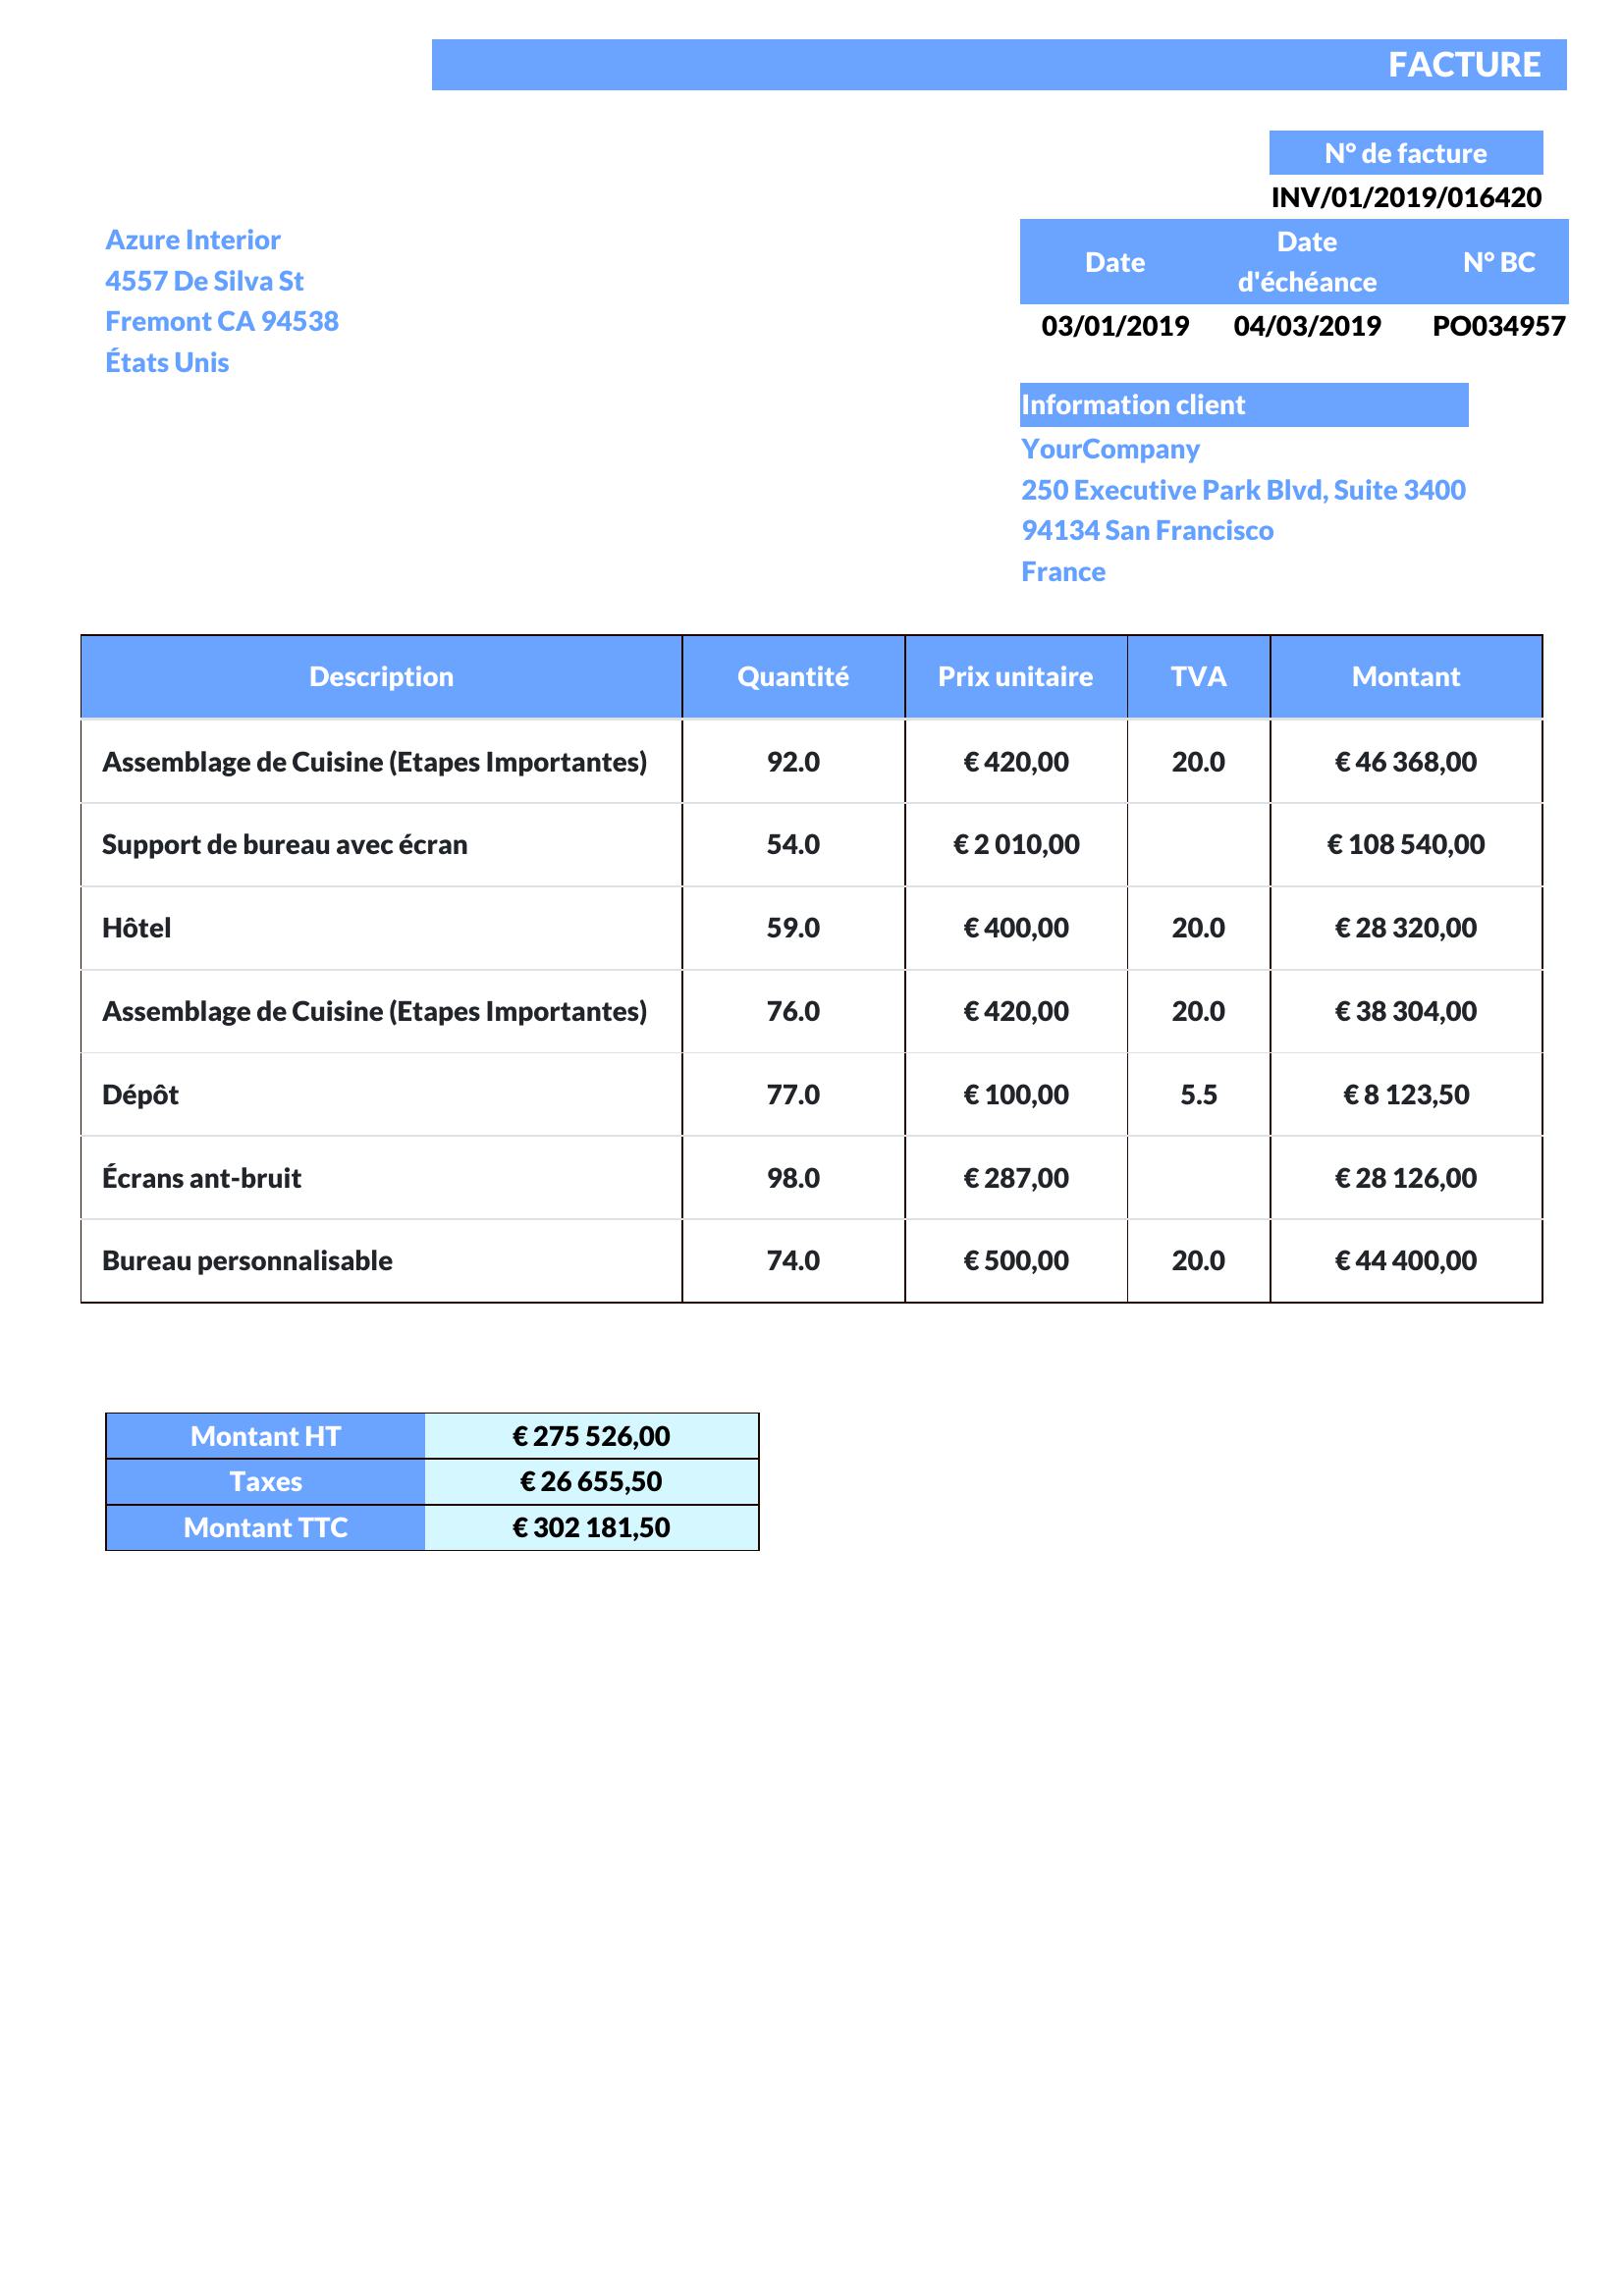 FACTURE
N° de facture
INV/01/2019/016420
Azure Interior
4557 De Silva St
Fremont CA 94538
États Unis
Date Date d'échéance N° BC
03/01/2019 04/03/2019 PO034957
Information client
YourCompany
250 Executive Park Blvd, Suite 3400
94134 San Francisco
France
Description Quantité Prix unitaire TVA Montant
Assemblage de Cuisine (Etapes Importantes) 92.0 € 420,00 20.0 € 46 368,00
Support de bureau avec écran 54.0 € 2 010,00 € 108 540,00
Hôtel 59.0 € 400,00 20.0 € 28 320,00
Assemblage de Cuisine (Etapes Importantes) 76.0 € 420,00 20.0 € 38 304,00
Dépôt 77.0 € 100,00 5.5 € 8 123,50
Écrans ant-bruit 98.0 € 287,00 € 28 126,00
Bureau personnalisable 74.0 € 500,00 20.0 € 44 400,00
Montant HT € 275 526,00
Taxes € 26 655,50
Montant TTC € 302 181,50